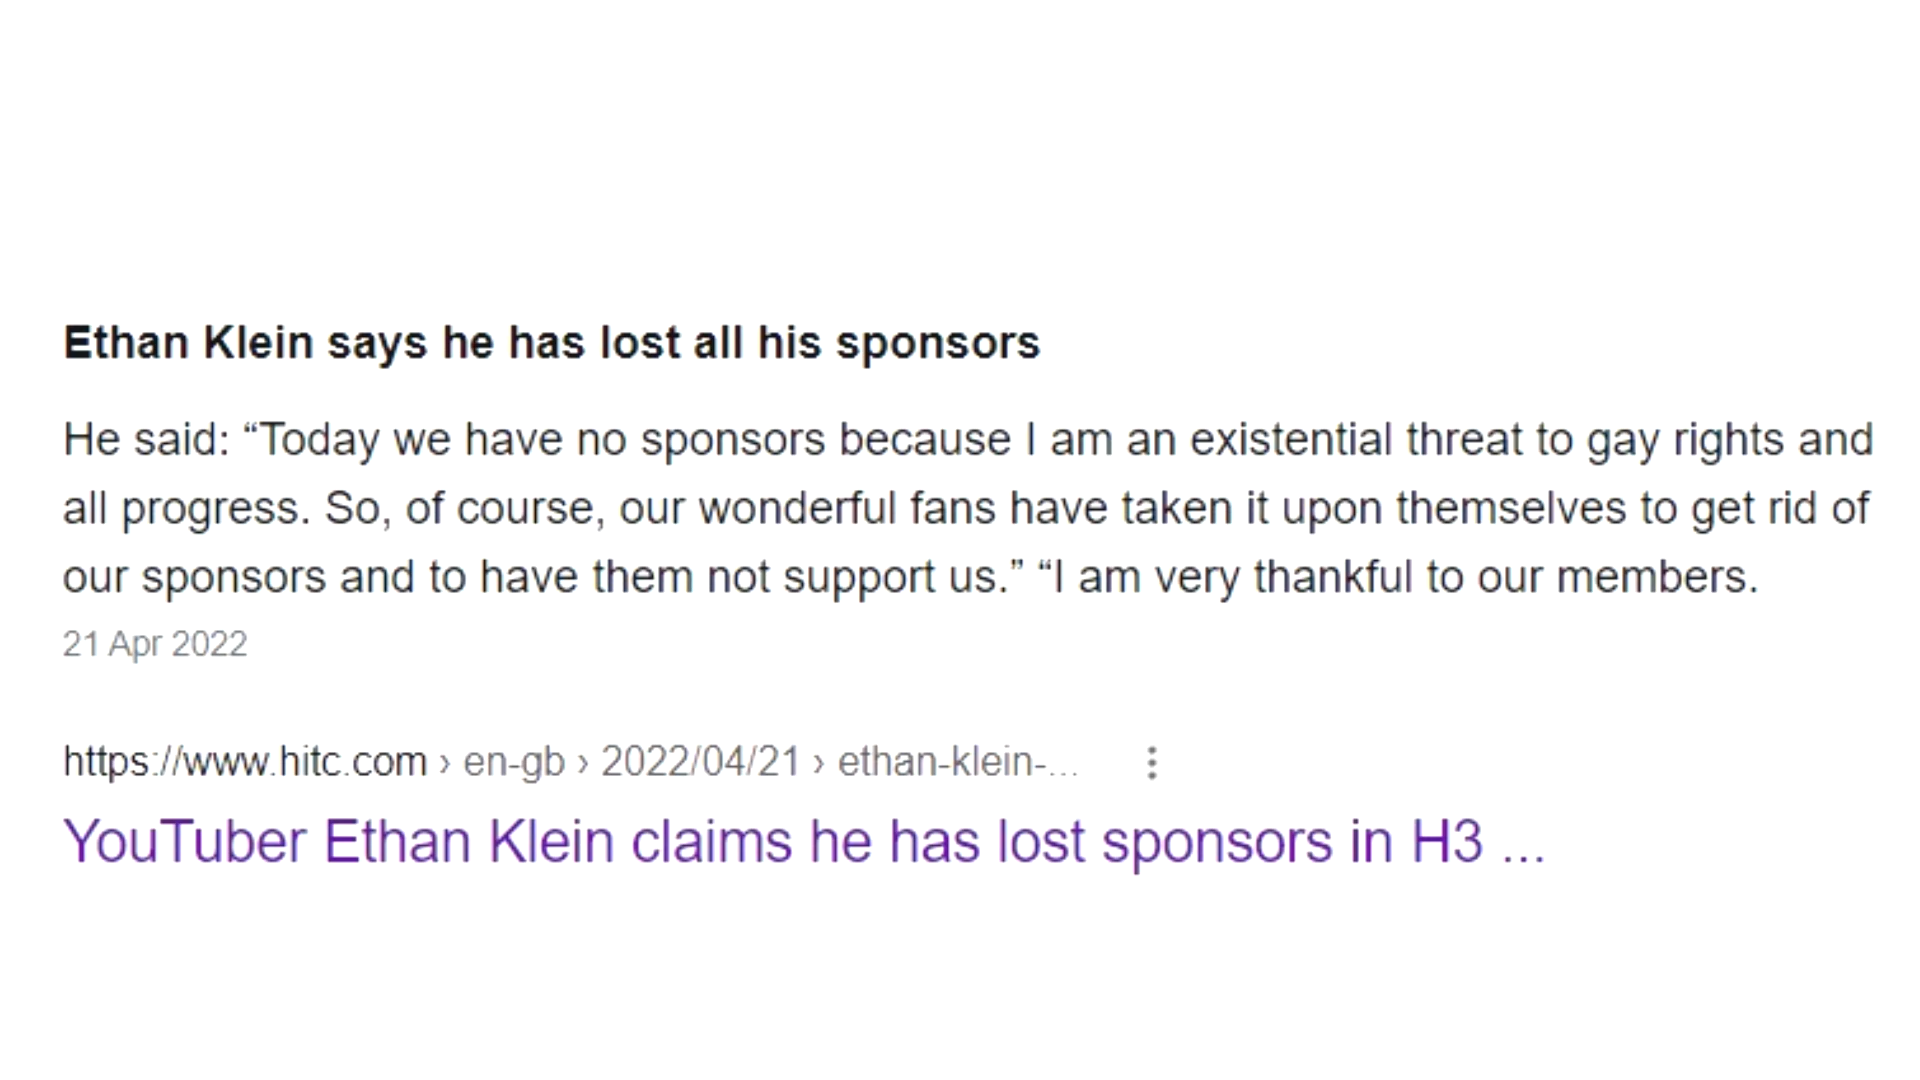 Ethan Klein says he has lost all his sponsors
He said: “Today we have no sponsors because I am an existential threat to gay rights and
all progress. So, of course, our wonderful fans have taken it upon themselves to get rid of
our sponsors and to have them not support us.” “I am very thankful to our members.
21 Apr 2022
https://www.hitc.com › en-gb › 2022/04/21 › ethan-klein-...
YouTuber Ethan Klein claims he has lost sponsors in H3 ...